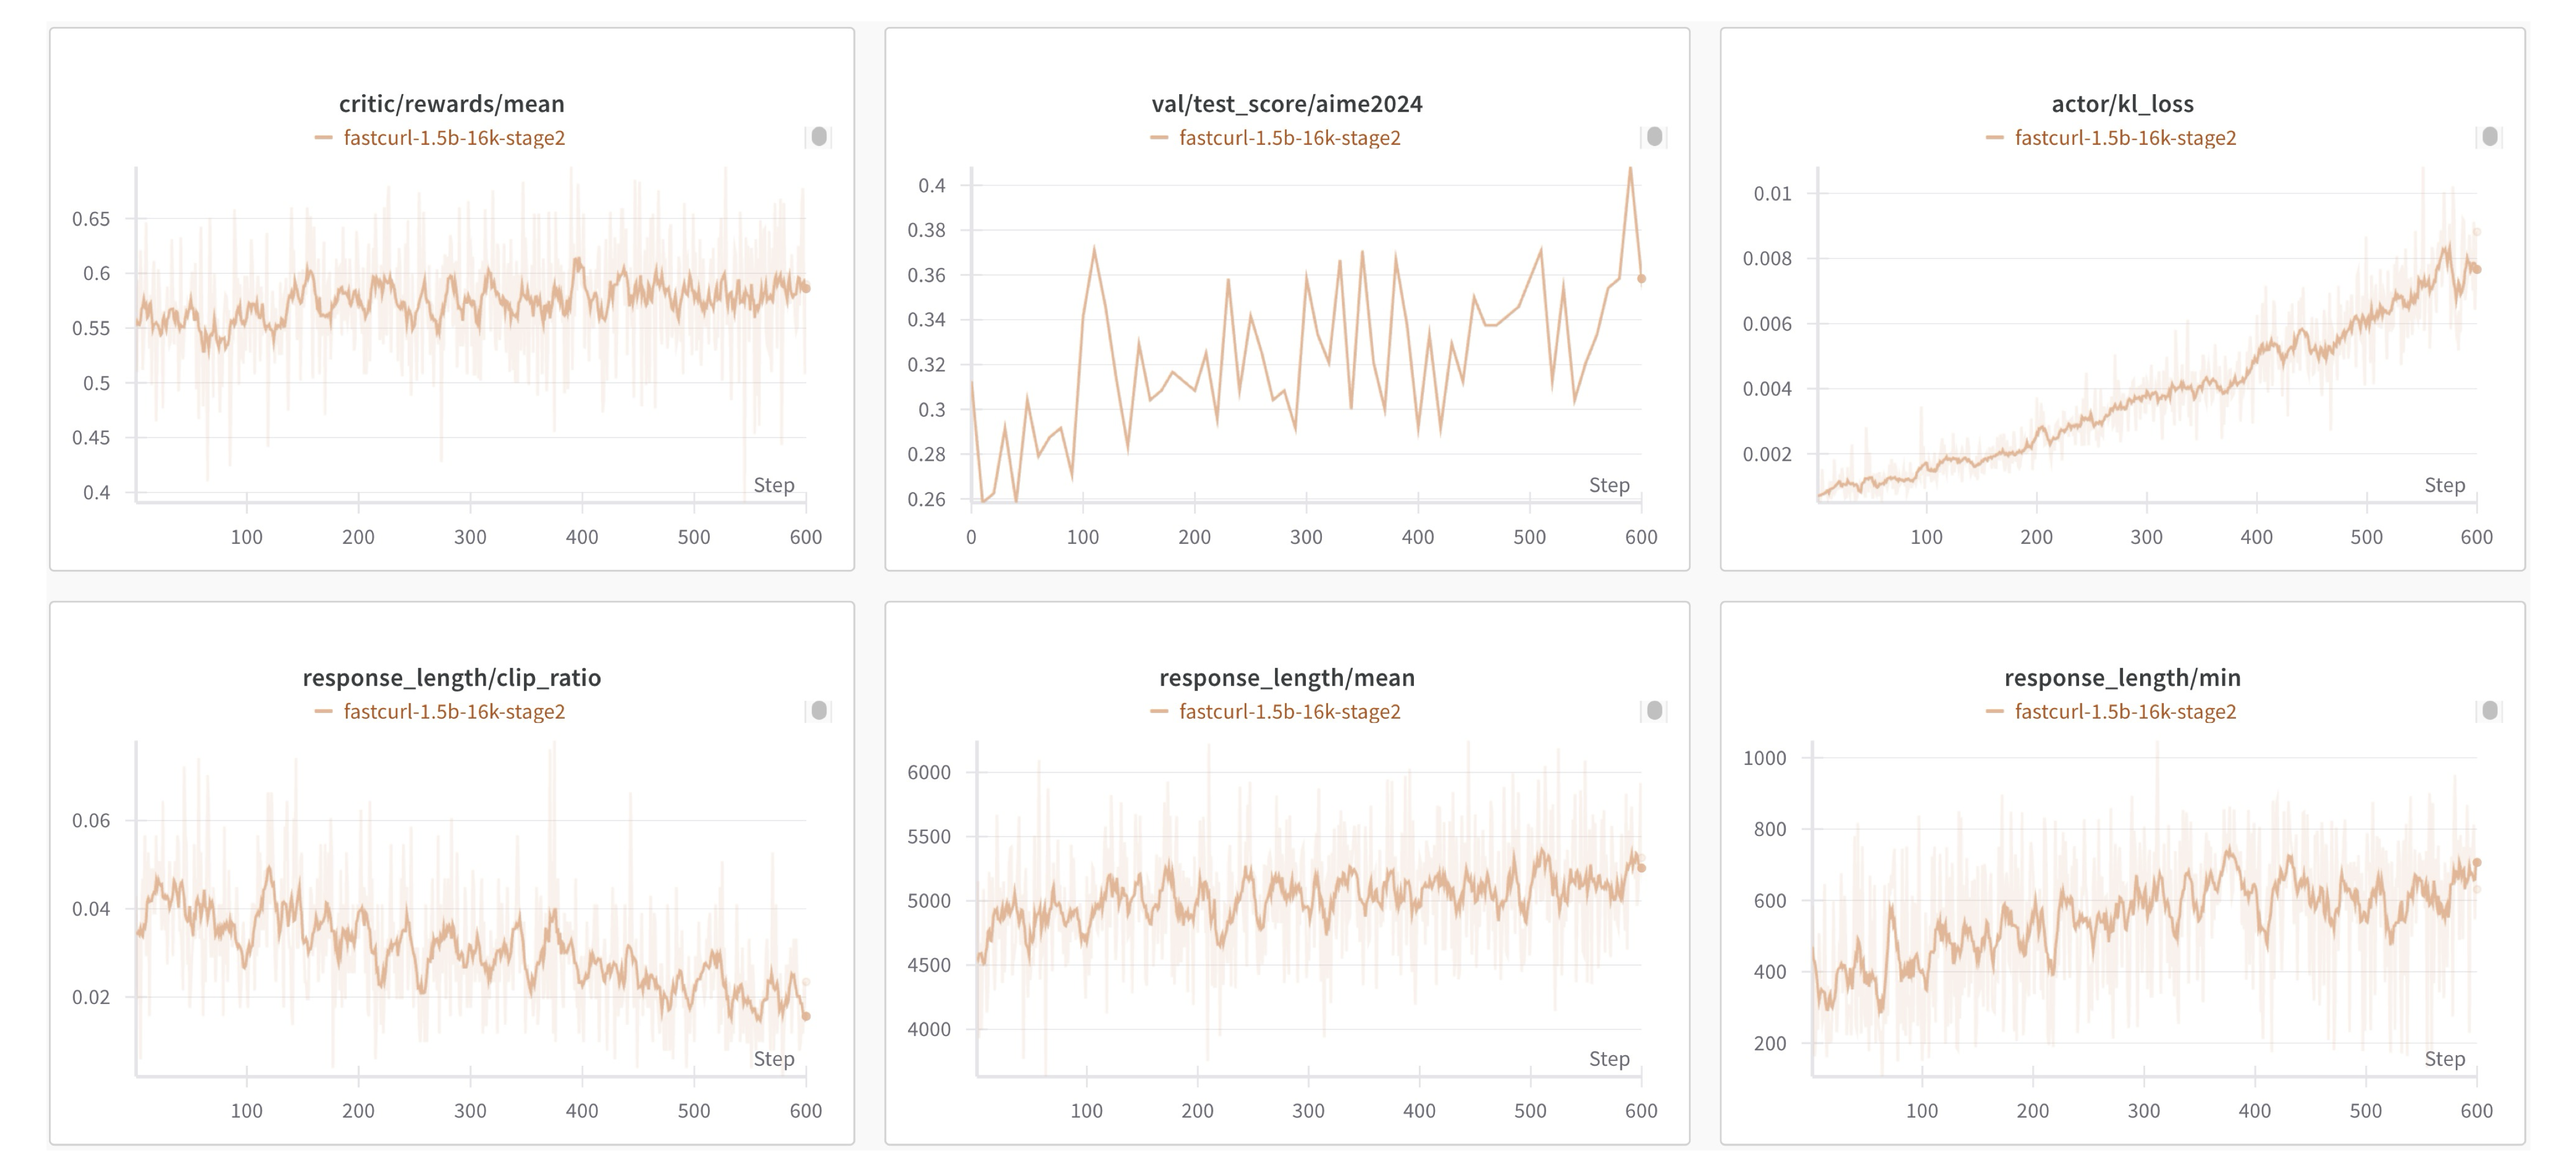 critic/rewards/mean
fastcurl-1.5b-16k-stage2
0.65
0.6
0.55
0.5
0.45
0.4
Step
100 200 300 400 500 600
val/test_score/aime2024
fastcurl-1.5b-16k-stage2
0.4
0.38
0.36
0.34
0.32
0.3
0.28
0.26
Step
0 100 200 300 400 500 600
actor/kl_loss
fastcurl-1.5b-16k-stage2
0.01
0.008
0.006
0.004
0.002
Step
100 200 300 400 500 600
response_length/clip_ratio
fastcurl-1.5b-16k-stage2
0.06
0.04
0.02
Step
100 200 300 400 500 600
response_length/mean
fastcurl-1.5b-16k-stage2
6000
5500
5000
4500
4000
Step
100 200 300 400 500 600
response_length/min
fastcurl-1.5b-16k-stage2
1000
800
600
400
200
Step
100 200 300 400 500 600